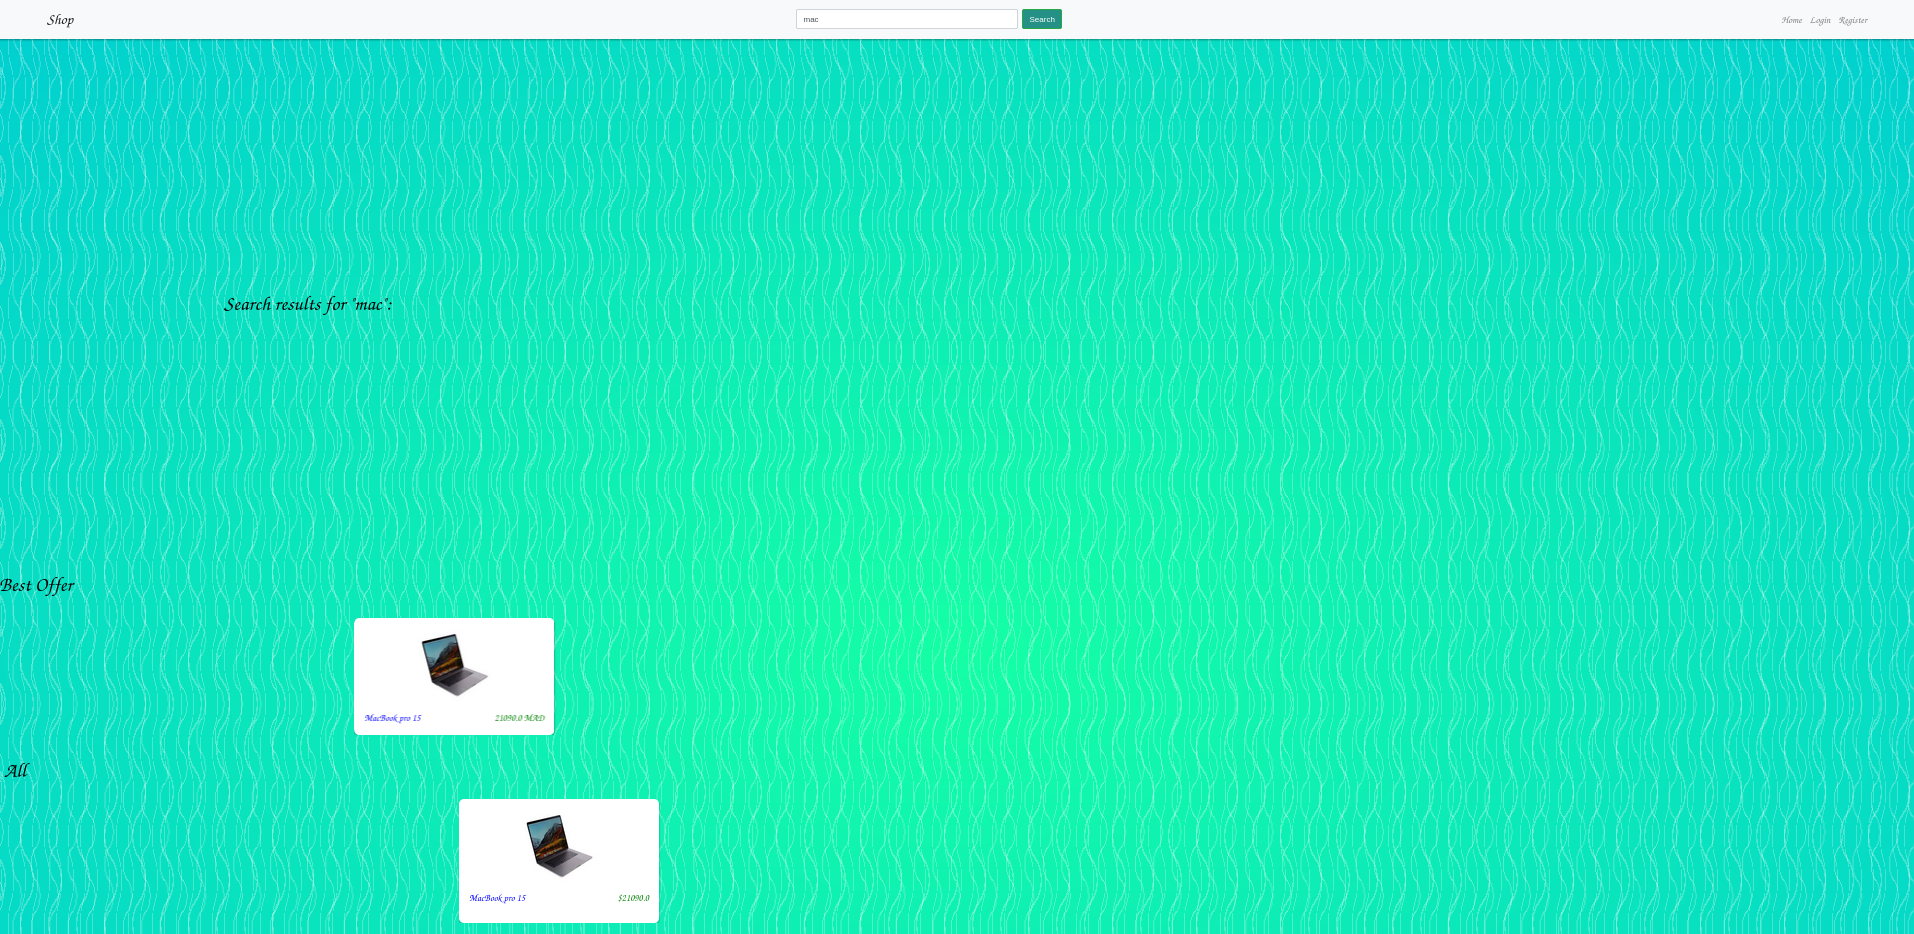 Shop
mac
Search
Home Login Register
Search results for "mac":
Best Offer
MacBook pro 15 21090.0 MAD
All
MacBook pro 15 $21090.0